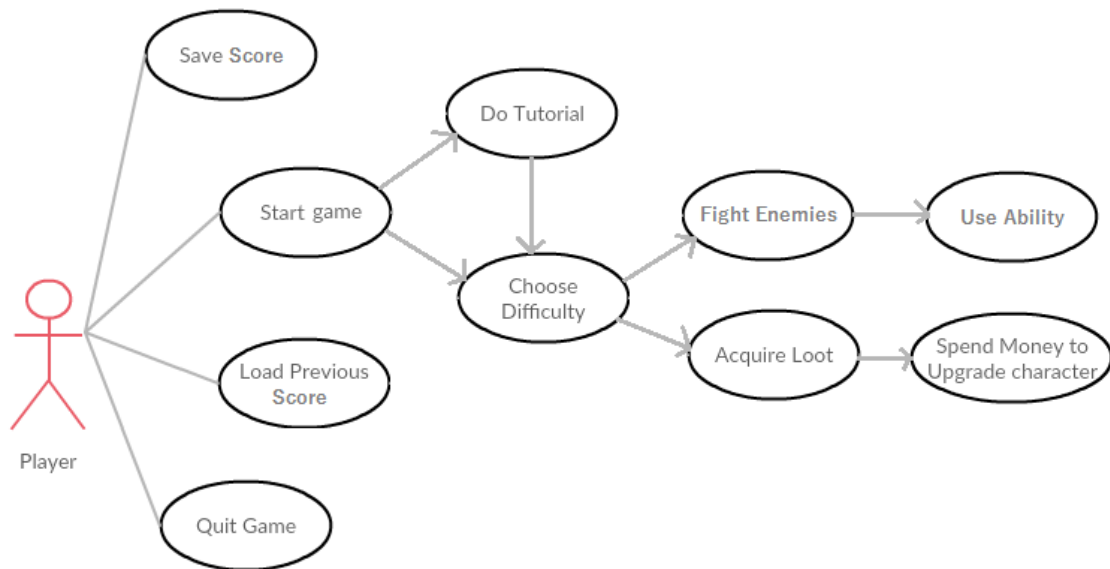 Save Score
Do Tutorial
Start game
Fight Enemies
Use Ability
Choose
Difficulty
Acquire Loot
Spend Money to
Upgrade character
Load Previous
Score
Player
Quit Game